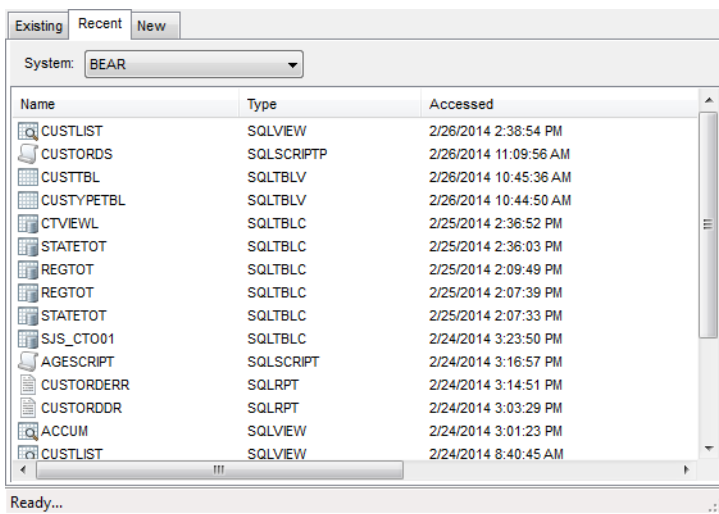 Existing Recent New
System: BEAR
Name Type Accessed
CUSTLIST SQLVIEW 2/26/2014 2:38:54 PM
CUSTORDS SQLSCRIPTP 2/26/2014 11:09:56 AM
CUSTTBL SQLTBLV 2/26/2014 10:45:36 AM
CUSTYPETBL SQLTBLV 2/26/2014 10:44:50 AM
CTVIEWL SQLTBLC 2/25/2014 2:36:52 PM
STATETOT SQLTBLC 2/25/2014 2:36:03 PM
REGTOT SQLTBLC 2/25/2014 2:09:49 PM
REGTOT SQLTBLC 2/25/2014 2:07:39 PM
STATETOT SQLTBLC 2/25/2014 2:07:33 PM
SJS_CTO01 SQLTBLC 2/24/2014 3:23:50 PM
AGESCRIPT SQLSCRIPT 2/24/2014 3:16:57 PM
CUSTORDERR SQLRPT 2/24/2014 3:14:51 PM
CUSTORDDR SQLRPT 2/24/2014 3:03:29 PM
ACCUM SQLVIEW 2/24/2014 3:01:23 PM
CUSTLIST SQLVIEW 2/24/2014 8:40:45 AM
Ready...